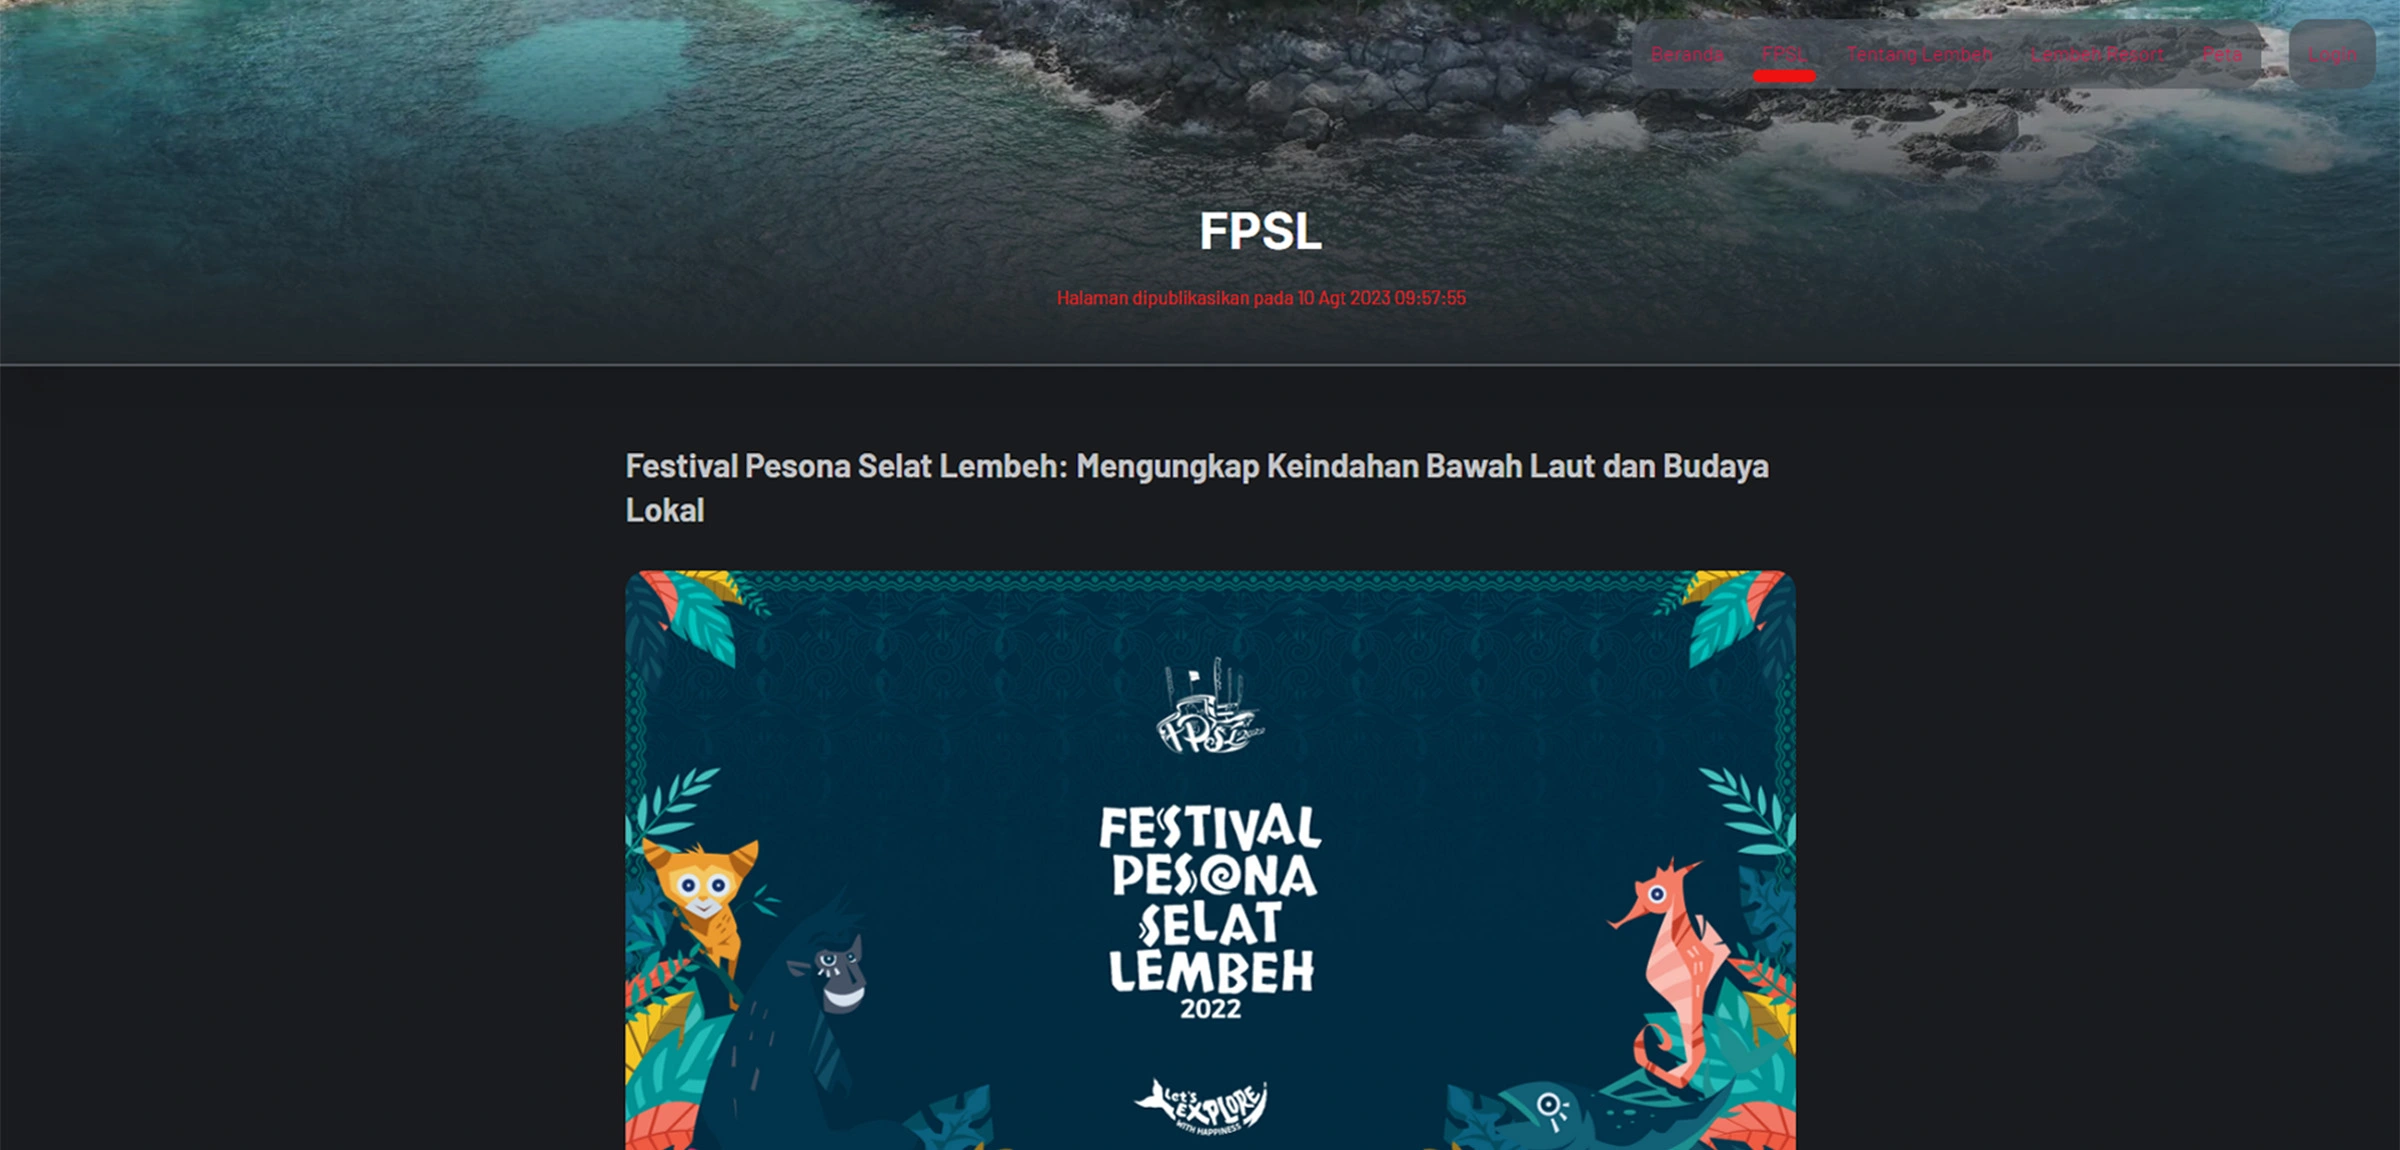 Beranda FPSL Tentang Lembeh Lembeh Resort Peta Login
FPSL
Halaman dipublikasikan pada 10 Agt 2023 09:57:55
Festival Pesona Selat Lembeh: Mengungkap Keindahan Bawah Laut dan Budaya
Lokal
FPSL 2022
FESTIVAL
PESONA
SELAT
LEMBEH
2022
Let's
EXPLORE
WITH HAPPINESS